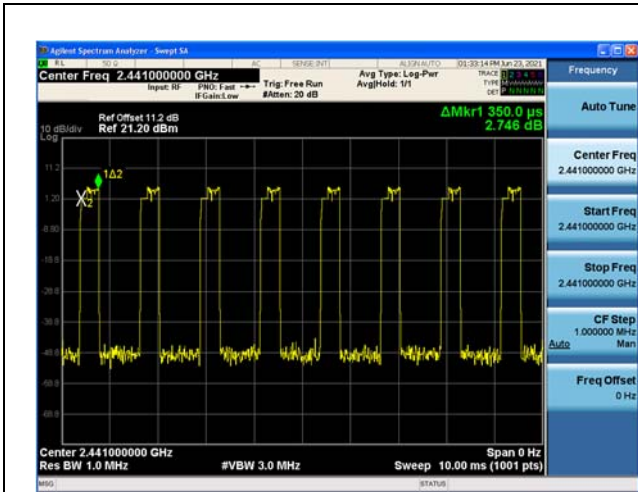 Agilent Spectrum Analyzer - Swept SA
RL 50 Ω AC SENSE:INT ALIGN AUTO 01:33:14 PM Jun 23, 2021
Center Freq 2.441000000 GHz
Input: RF PNO: Fast Trig: Free Run Avg Type: Log-Pwr TRACE 1 2 3 4 5 6
IFGain:Low #Atten: 20 dB Avg|Hold: 1/1 TYPE
DET P N N N N N
Frequency
Auto Tune
Ref Offset 11.2 dB
10 dB/div Ref 21.20 dBm
Log
ΔMkr1 350.0 µs
2.746 dB
11.2
1.20
-8.80
-18.8
-28.8
-38.8
-48.8
-58.8
-68.8
1Δ2
X2
Center Freq
2.441000000 GHz
Start Freq
2.441000000 GHz
Stop Freq
2.441000000 GHz
CF Step
1.000000 MHz
Auto Man
Freq Offset
0 Hz
Center 2.441000000 GHz Span 0 Hz
Res BW 1.0 MHz #VBW 3.0 MHz Sweep 10.00 ms (1001 pts)
MSG STATUS